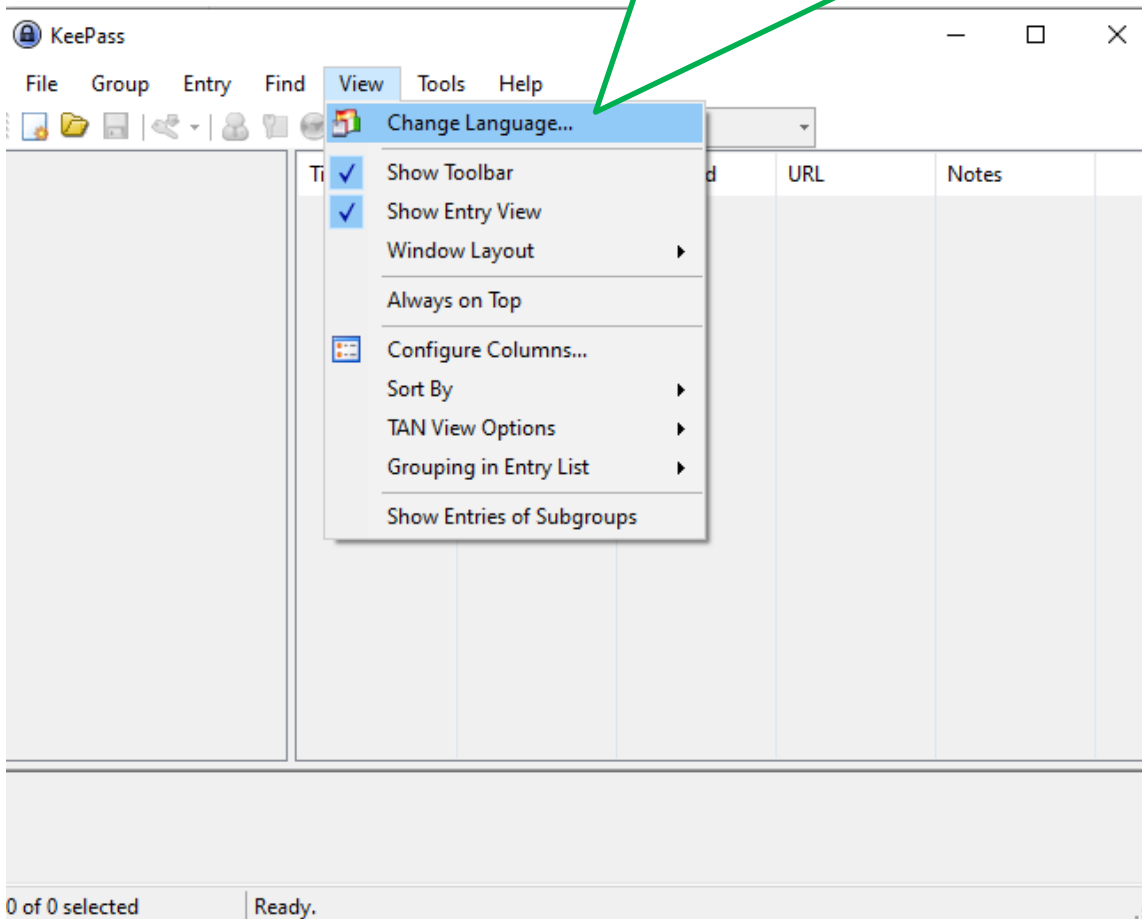 KeePass
File Group Entry Find View Tools Help
Change Language...
URL Notes
Show Toolbar
Show Entry View
Window Layout
Always on Top
Configure Columns...
Sort By
TAN View Options
Grouping in Entry List
Show Entries of Subgroups
0 of 0 selected Ready.